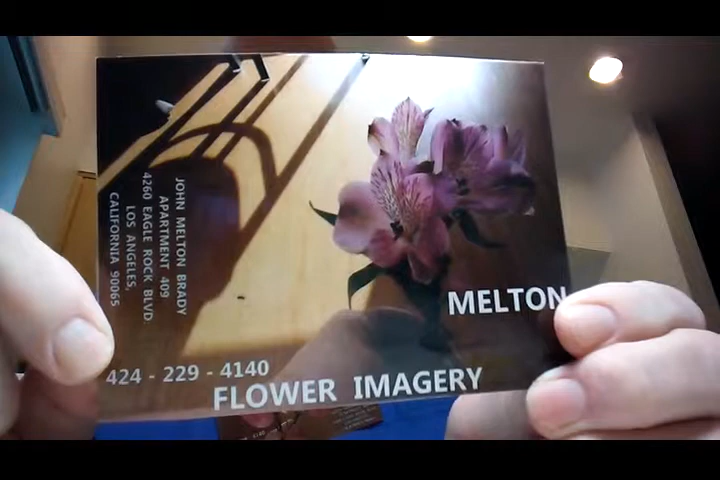 JOHN MELTON BRADY
APARTMENT 409
4260 EAGLE ROCK BLVD.
LOS ANGELES,
CALIFORNIA 90065
MELTON
424 - 229 - 4140
FLOWER IMAGERY